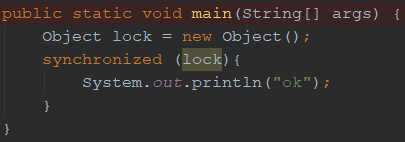 public static void main(String[] args) {
    Object lock = new Object();
    synchronized (lock){
        System.out.println("ok");
    }
}